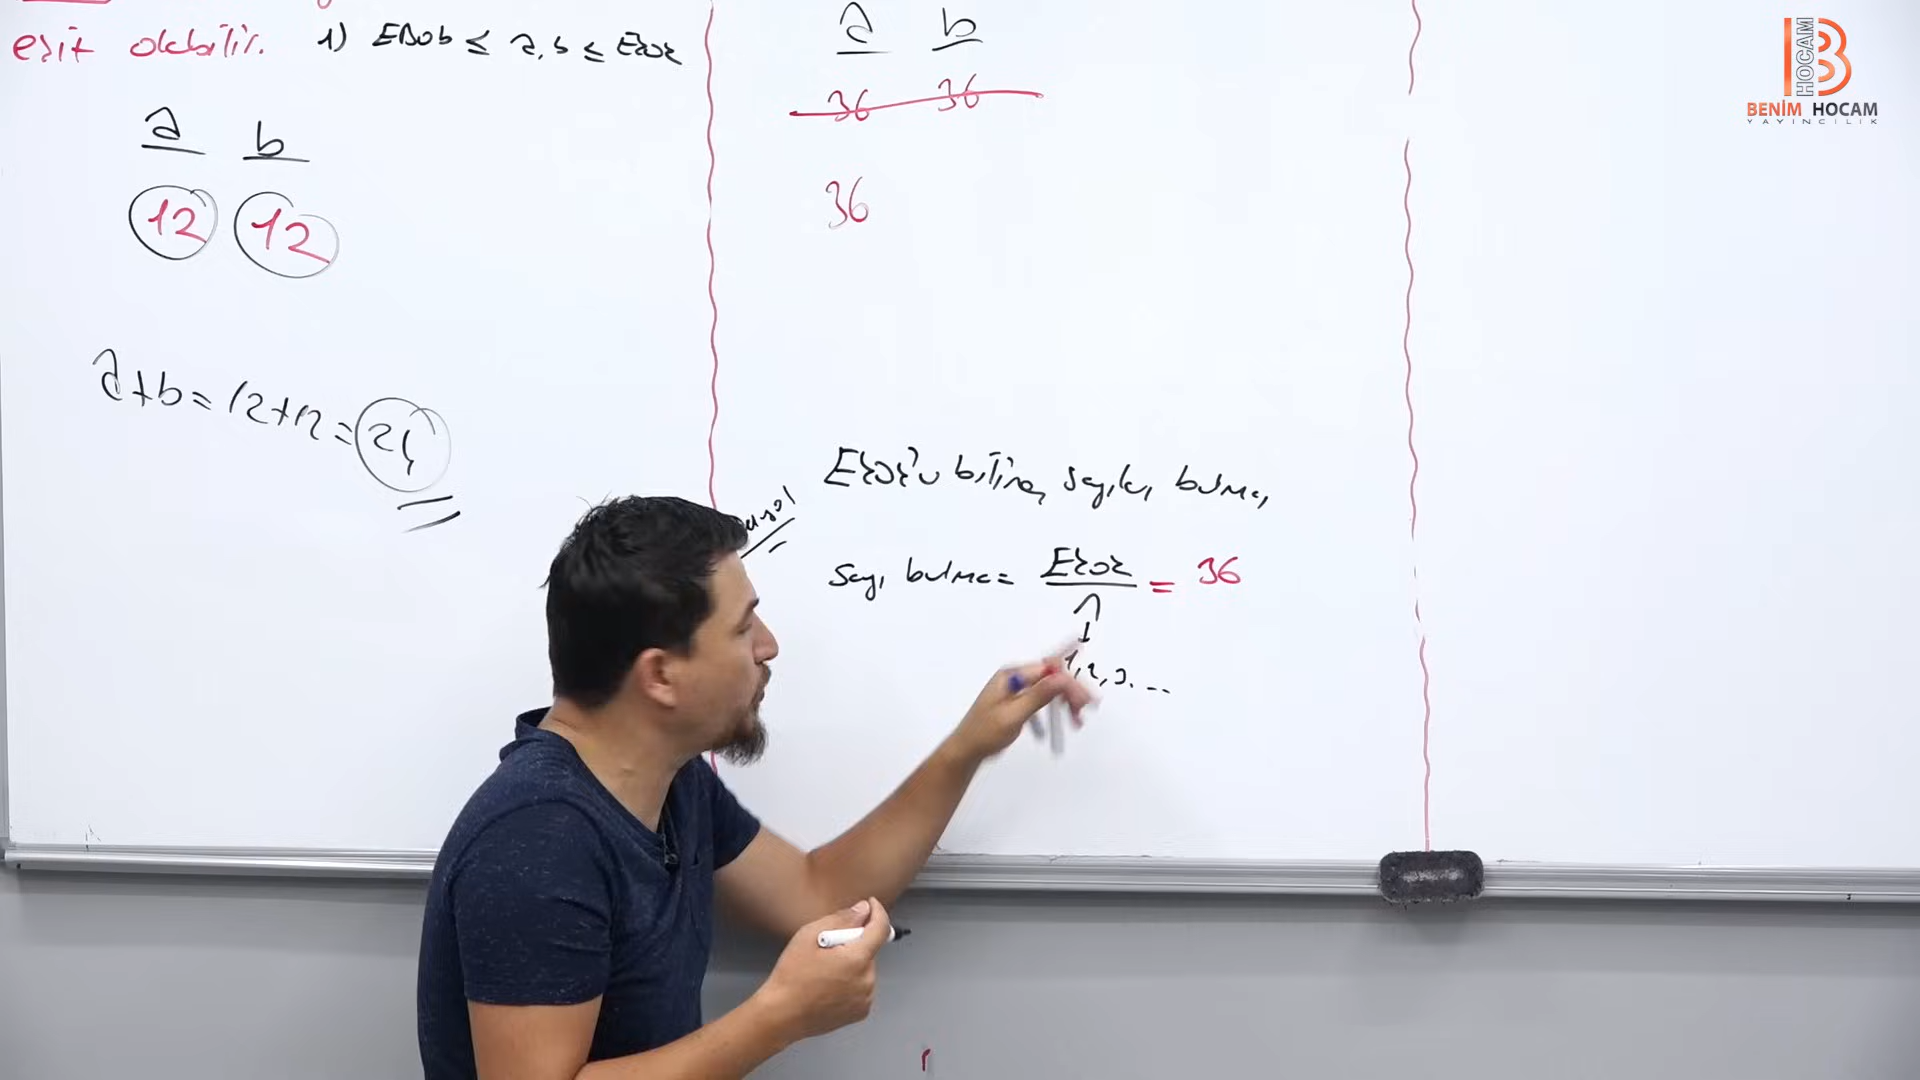 eşit olabilir. 1) EBOB ≤ a, b ≤ EKOK
a b
12 12
a+b=12+12=24
a b
36 36
36
EKOK'u bilinen sayıları bulma,
Sayı bulma = EKOK = 36
1
1, 2, 3, ...
HOCAM
B
BENİM HOCAM
YAYINCILIK